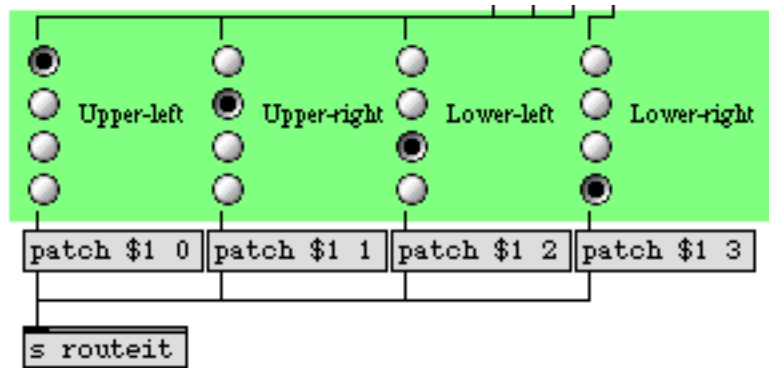 Upper-left Upper-right Lower-left Lower-right
patch $1 0 patch $1 1 patch $1 2 patch $1 3
s routeit